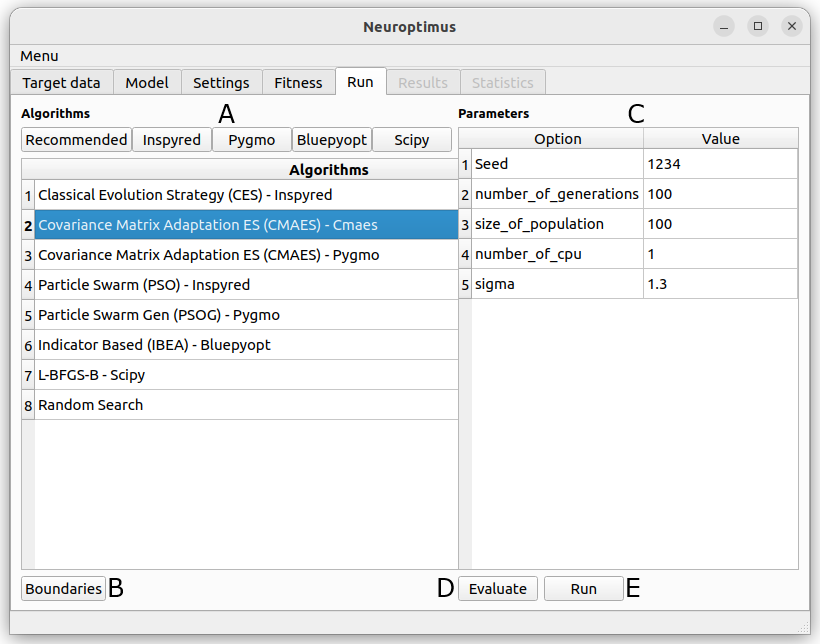 Neuroptimus
Menu
Target data Model Settings Fitness Run Results Statistics
Algorithms A
Recommended Inspyred Pygmo Bluepyopt Scipy
Algorithms
1 Classical Evolution Strategy (CES) - Inspyred
2 Covariance Matrix Adaptation ES (CMAES) - Cmaes
3 Covariance Matrix Adaptation ES (CMAES) - Pygmo
4 Particle Swarm (PSO) - Inspyred
5 Particle Swarm Gen (PSOG) - Pygmo
6 Indicator Based (IBEA) - Bluepyopt
7 L-BFGS-B - Scipy
8 Random Search
Boundaries B
Parameters C
Option Value
1 Seed 1234
2 number_of_generations 100
3 size_of_population 100
4 number_of_cpu 1
5 sigma 1.3
D Evaluate Run E